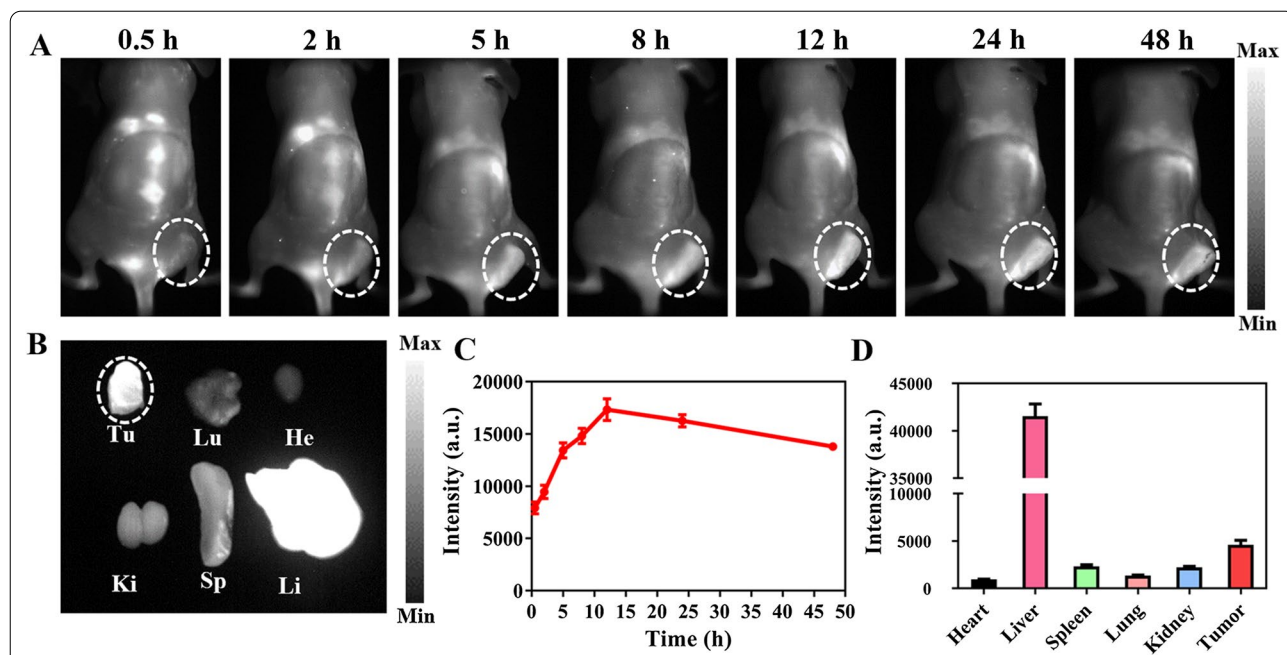 A
0.5 h 2 h 5 h 8 h 12 h 24 h 48 h
Max
Min
B
Max
Tu Lu He
Ki Sp Li
Min
C
20000
15000
10000
5000
0
Intensity (a.u.)
0 5 10 15 20 25 30 35 40 45 50
Time (h)
D
45000
40000
35000
10000
5000
0
Intensity (a.u.)
Heart Liver Spleen Lung Kidney Tumor